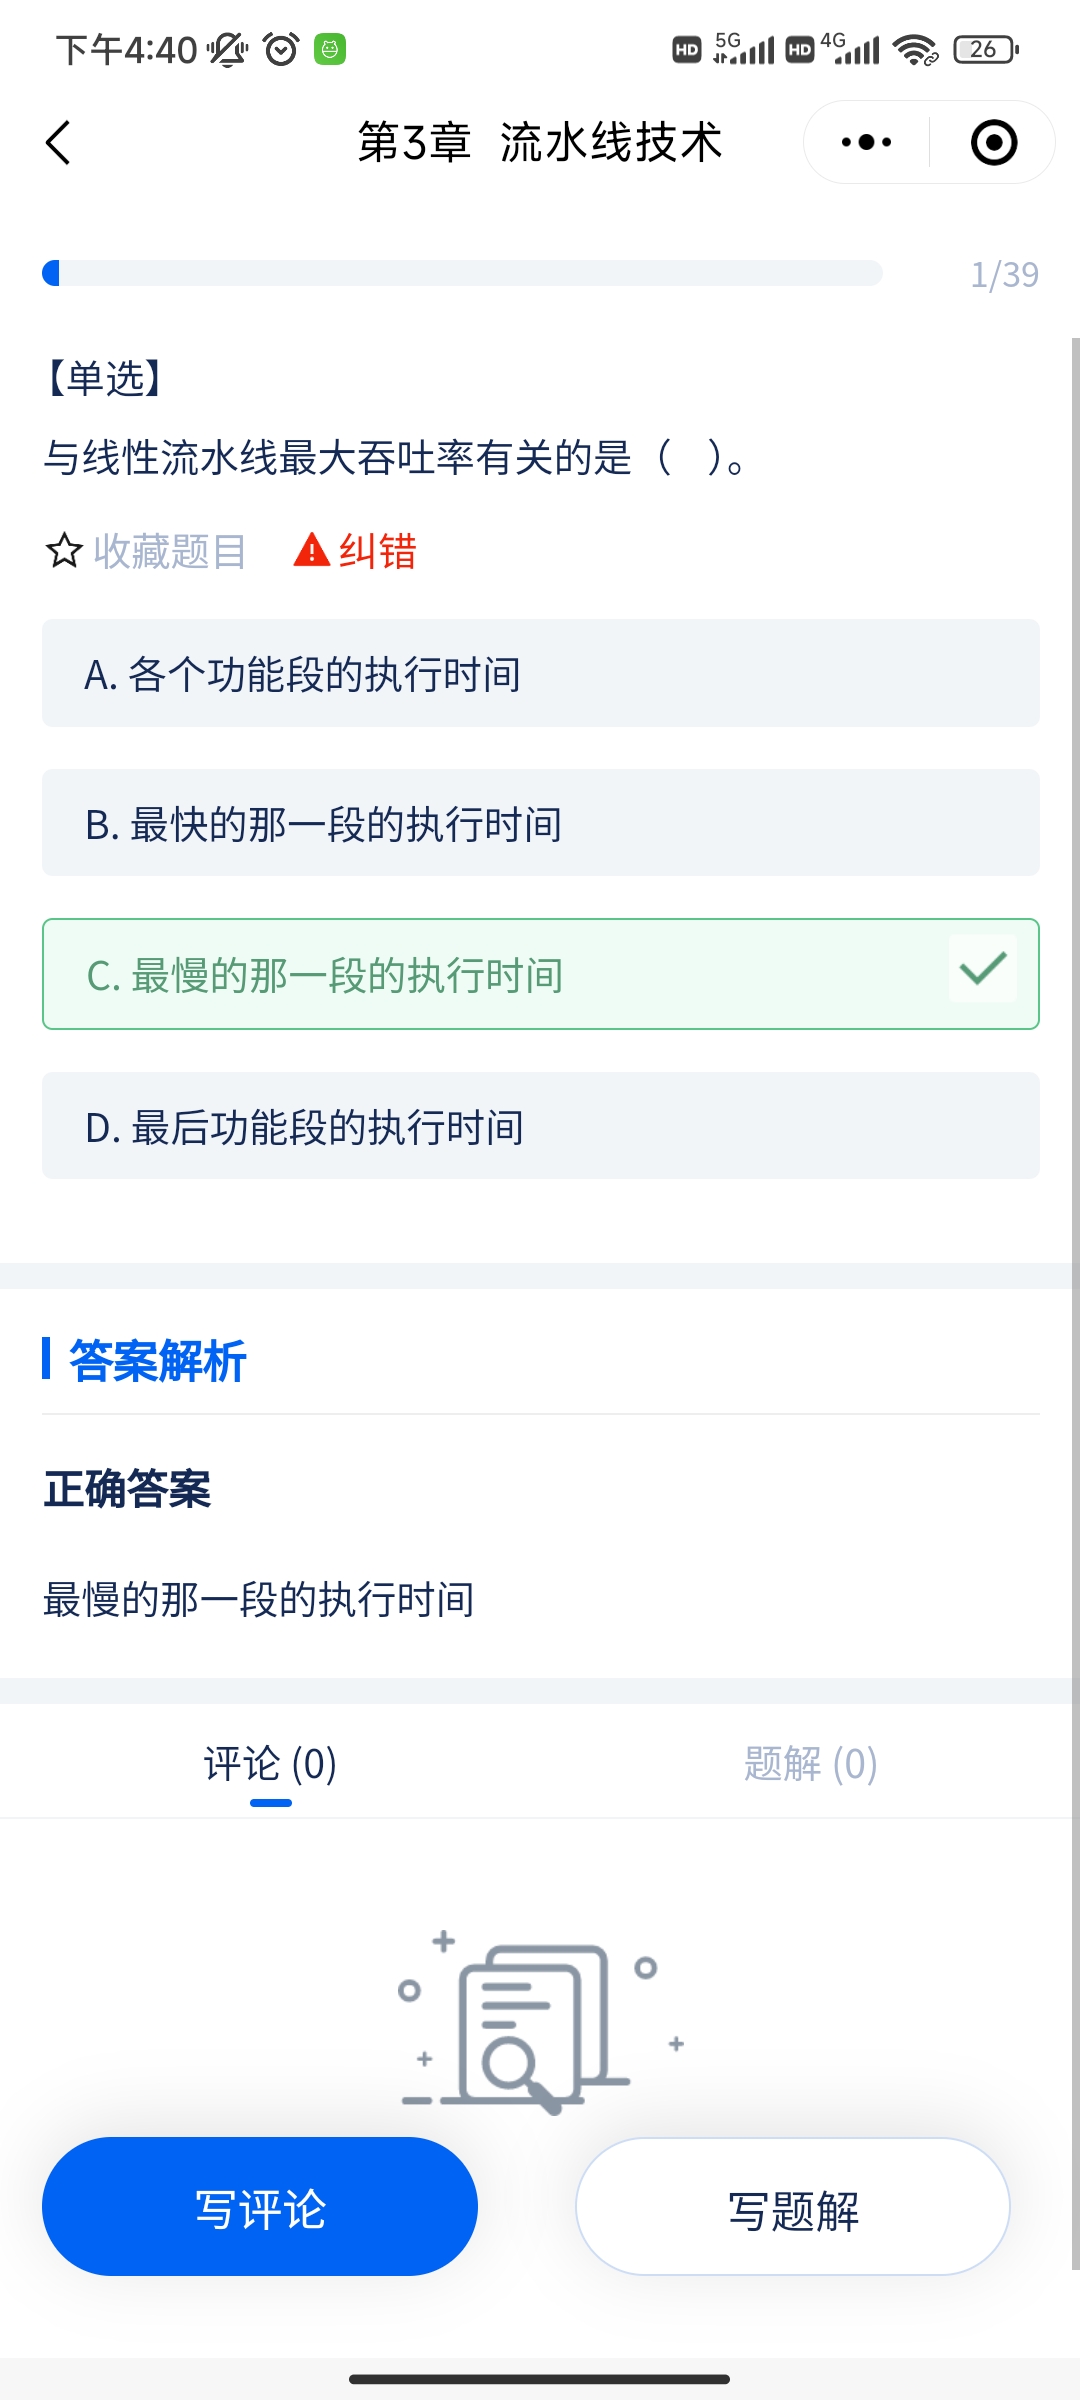 下午4:40
HD 5G HD 4G 26
第3章 流水线技术
1/39
【单选】
与线性流水线最大吞吐率有关的是（ ）。
收藏题目 纠错
A. 各个功能段的执行时间
B. 最快的那一段的执行时间
C. 最慢的那一段的执行时间
D. 最后功能段的执行时间
答案解析
正确答案
最慢的那一段的执行时间
评论 (0) 题解 (0)
写评论 写题解